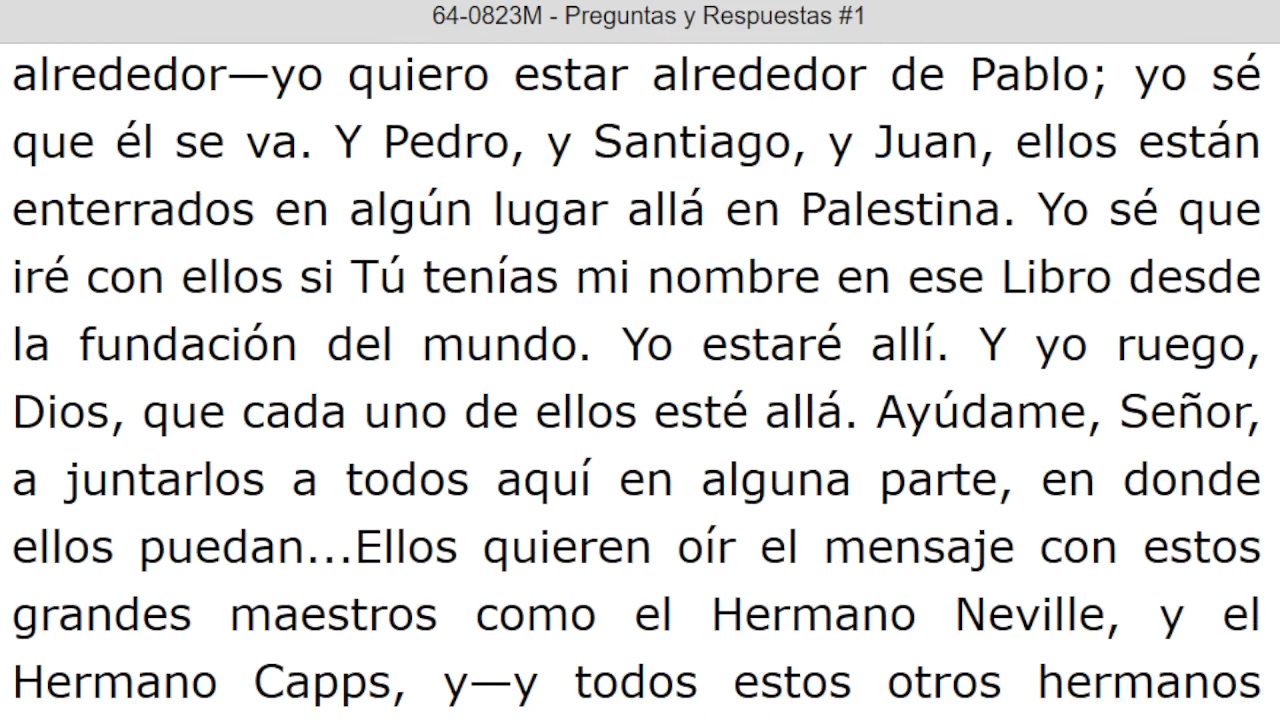 64-0823M - Preguntas y Respuestas #1
alrededor—yo quiero estar alrededor de Pablo; yo sé
que él se va. Y Pedro, y Santiago, y Juan, ellos están
enterrados en algún lugar allá en Palestina. Yo sé que
iré con ellos si Tú tenías mi nombre en ese Libro desde
la fundación del mundo. Yo estaré allí. Y yo ruego,
Dios, que cada uno de ellos esté allá. Ayúdame, Señor,
a juntarlos a todos aquí en alguna parte, en donde
ellos puedan...Ellos quieren oír el mensaje con estos
grandes maestros como el Hermano Neville, y el
Hermano Capps, y—y todos estos otros hermanos